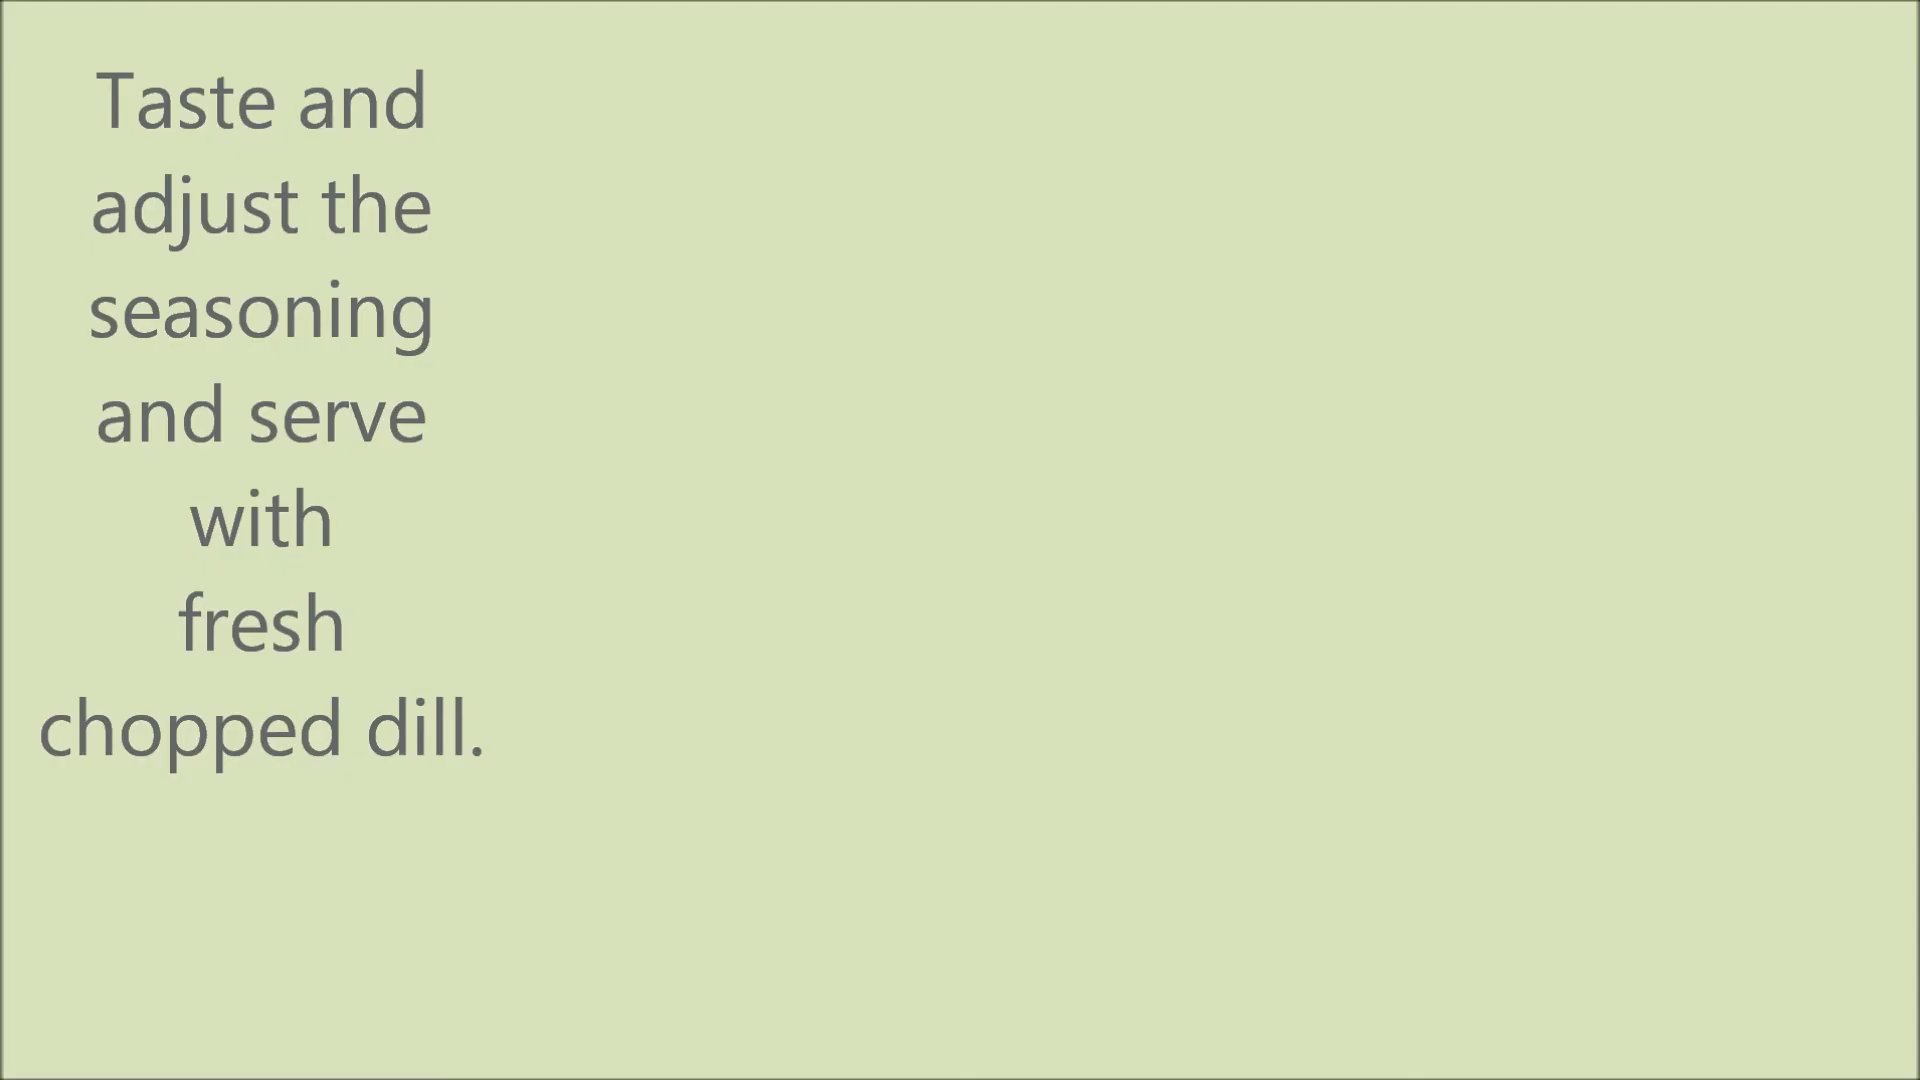 Taste and
adjust the
seasoning
and serve
with
fresh
chopped dill.